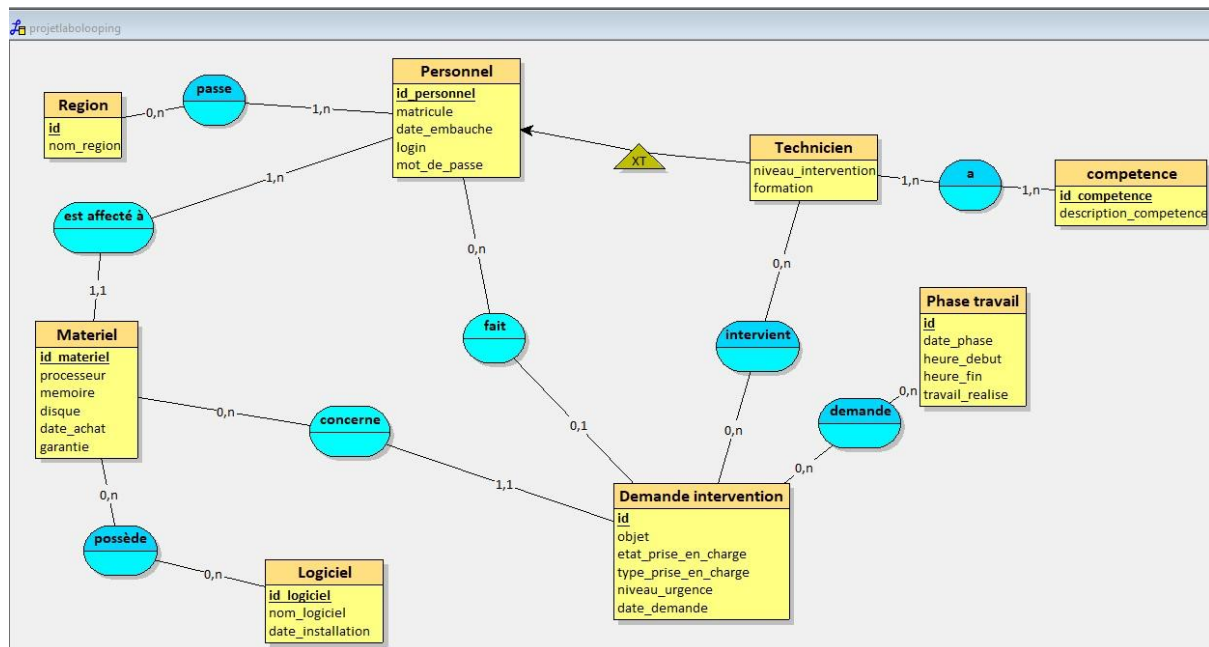 projetlabolooping
Region
id
nom_region
passe
0,n
1,n
Personnel
id_personnel
matricule
date_embauche
login
mot_de_passe
XT
Technicien
niveau_intervention
formation
1,n
a
1,n
competence
id_competence
description_competence
1,n
est affecté à
1,1
0,n
fait
0,1
0,n
intervient
0,n
Phase travail
id
date_phase
heure_debut
heure_fin
travail_realise
0,n
demande
0,n
Materiel
id_materiel
processeur
memoire
disque
date_achat
garantie
0,n
concerne
1,1
0,n
possède
0,n
Logiciel
id_logiciel
nom_logiciel
date_installation
Demande intervention
id
objet
etat_prise_en_charge
type_prise_en_charge
niveau_urgence
date_demande